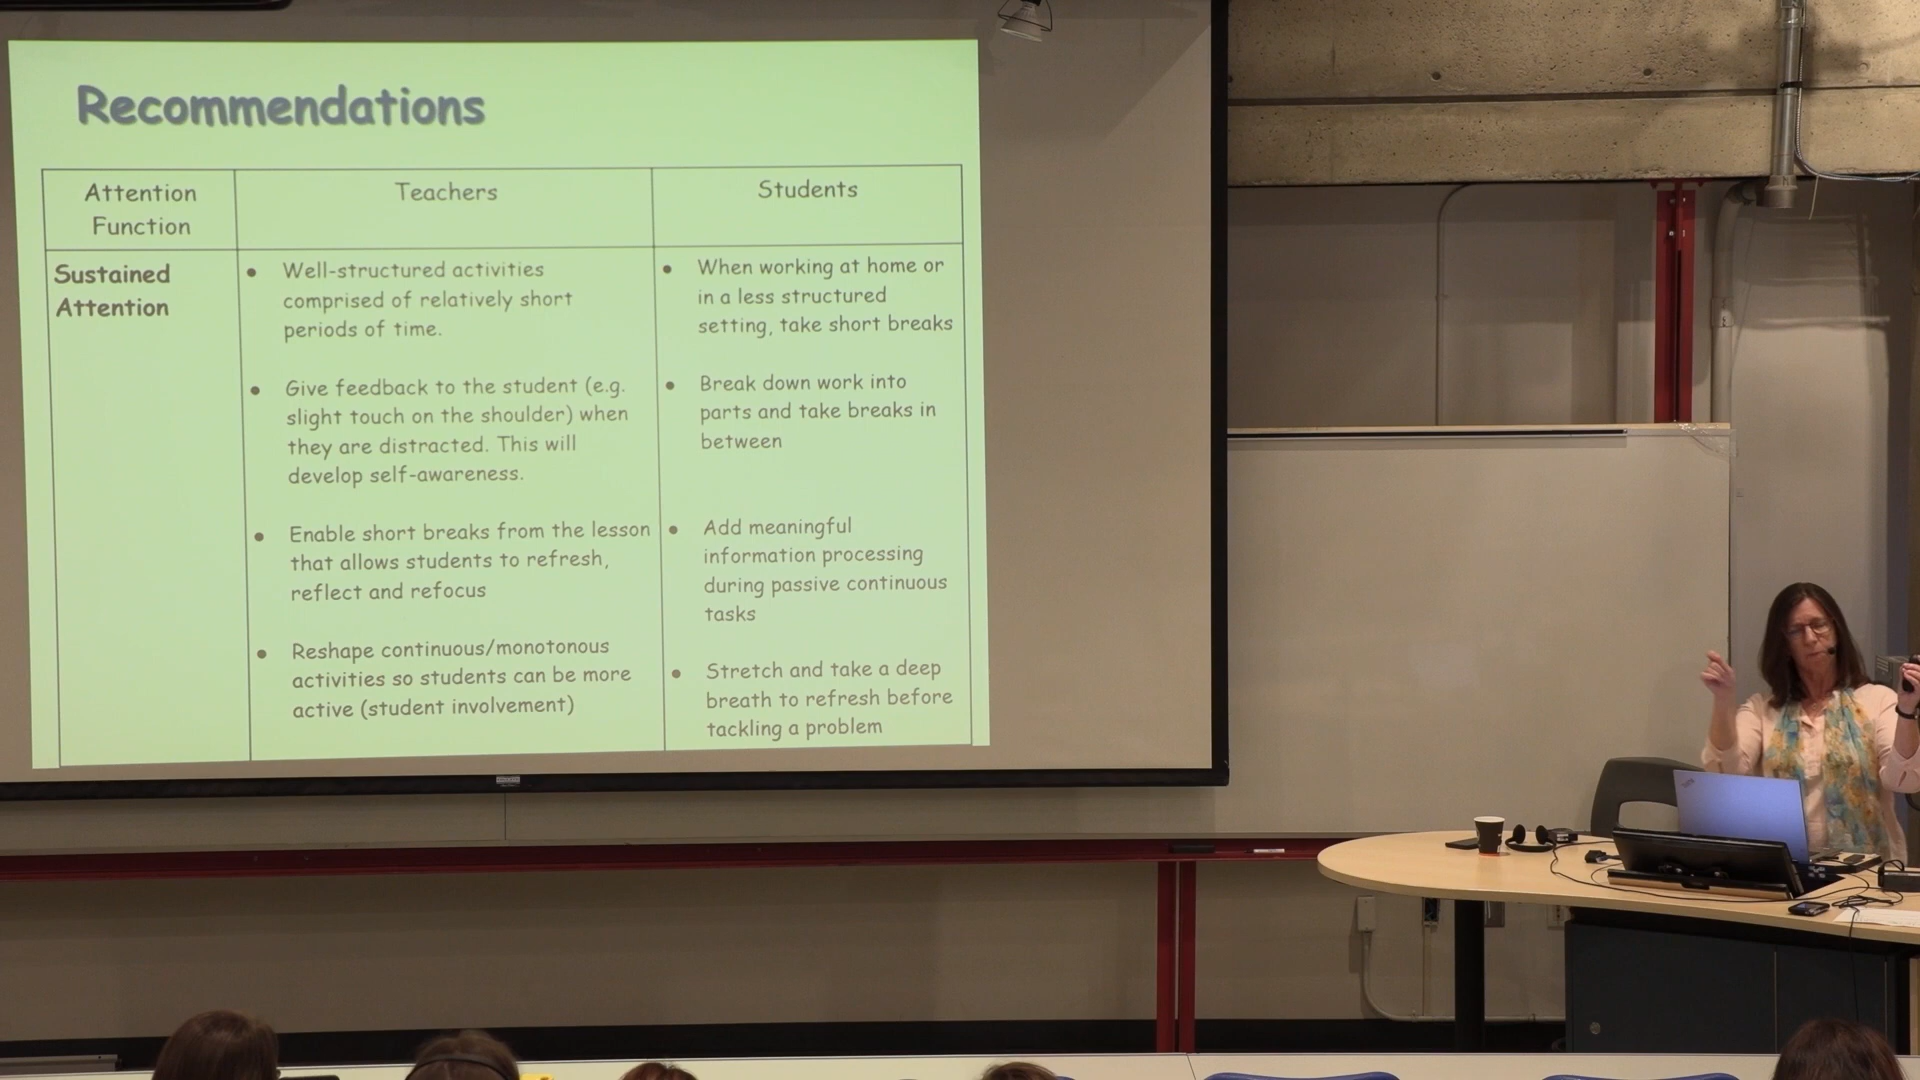 Recommendations
Attention
Function
Teachers
Students
Sustained
Attention
• Well-structured activities
comprised of relatively short
periods of time.
• Give feedback to the student (e.g.
slight touch on the shoulder) when
they are distracted. This will
develop self-awareness.
• Enable short breaks from the lesson
that allows students to refresh,
reflect and refocus
• Reshape continuous/monotonous
activities so students can be more
active (student involvement)
• When working at home or
in a less structured
setting, take short breaks
• Break down work into
parts and take breaks in
between
• Add meaningful
information processing
during passive continuous
tasks
• Stretch and take a deep
breath to refresh before
tackling a problem